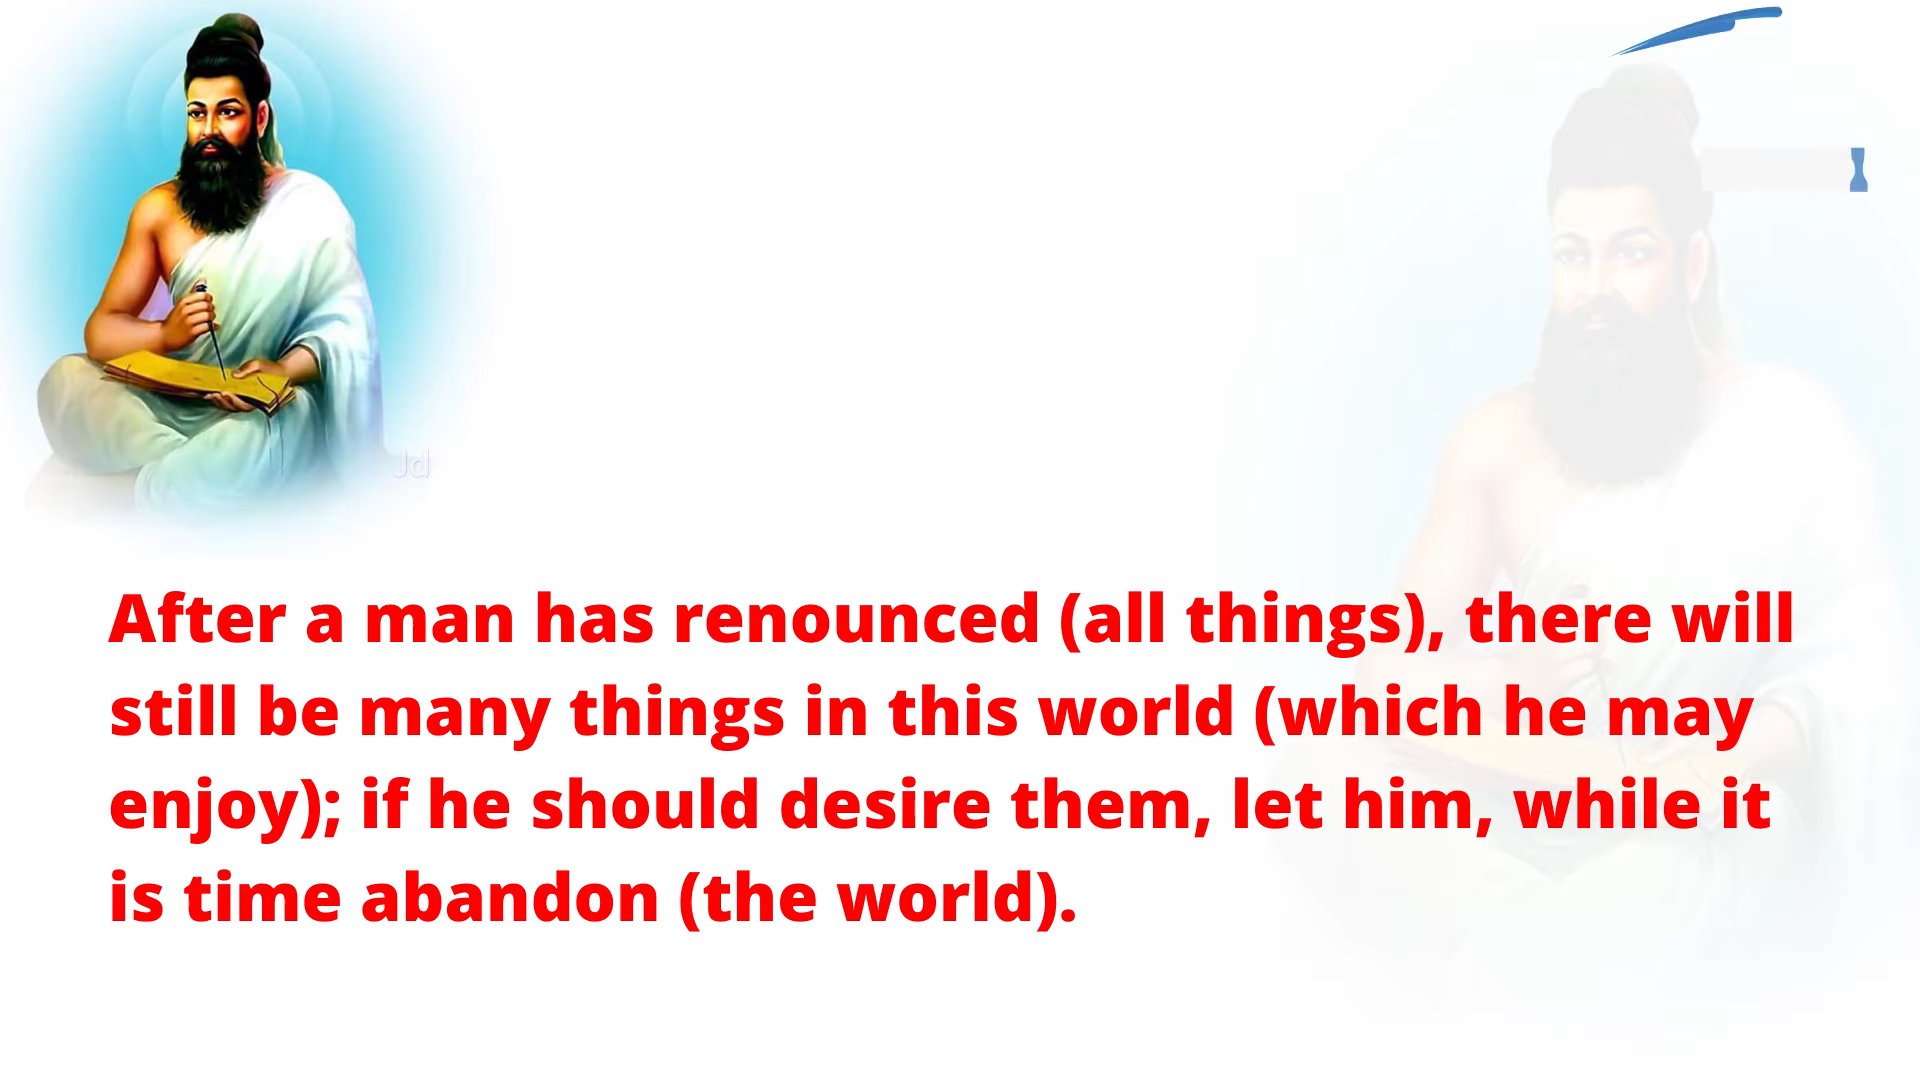 Jd
After a man has renounced (all things), there will
still be many things in this world (which he may
enjoy); if he should desire them, let him, while it
is time abandon (the world).